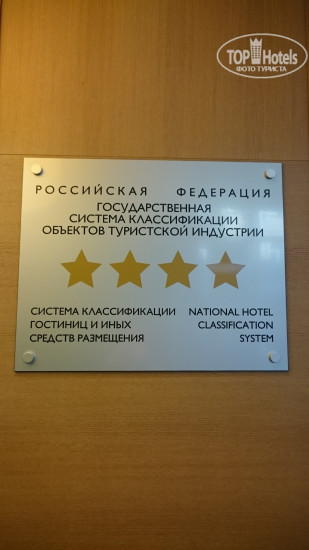 TOP Hotels
ФОТО ТУРИСТА
РОССИЙСКАЯ ФЕДЕРАЦИЯ
ГОСУДАРСТВЕННАЯ
СИСТЕМА КЛАССИФИКАЦИИ
ОБЪЕКТОВ ТУРИСТСКОЙ ИНДУСТРИИ
СИСТЕМА КЛАССИФИКАЦИИ
ГОСТИНИЦ И ИНЫХ
СРЕДСТВ РАЗМЕЩЕНИЯ
NATIONAL HOTEL
CLASSIFICATION
SYSTEM